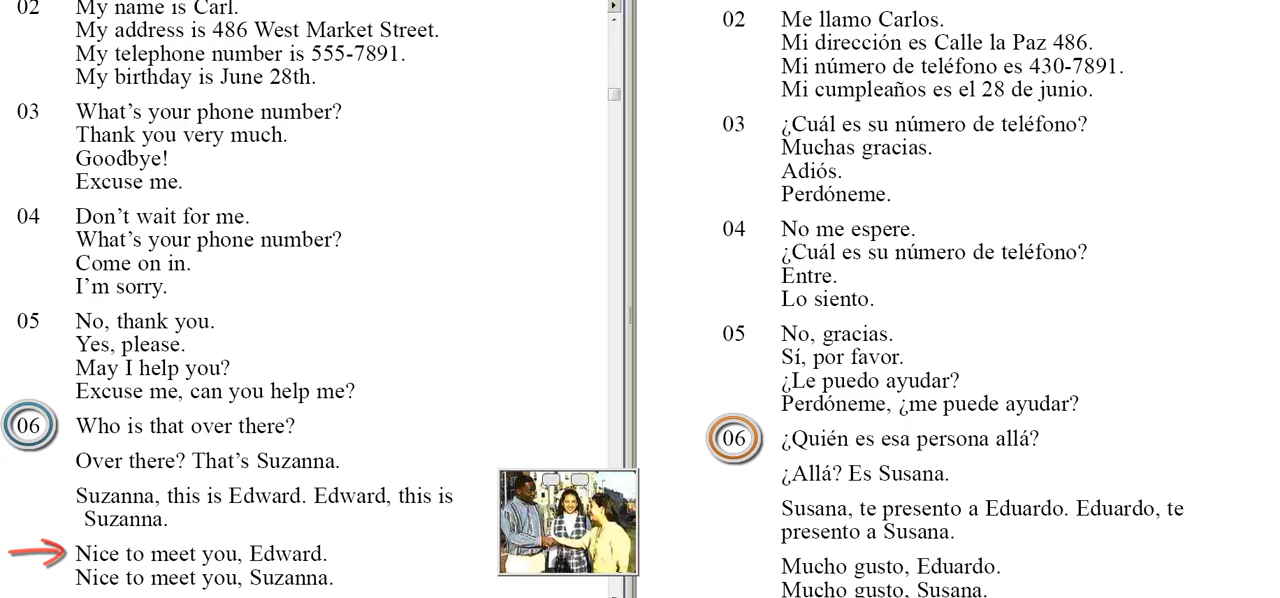 02 My name is Carl.
My address is 486 West Market Street.
My telephone number is 555-7891.
My birthday is June 28th.
03 What's your phone number?
Thank you very much.
Goodbye!
Excuse me.
04 Don't wait for me.
What's your phone number?
Come on in.
I'm sorry.
05 No, thank you.
Yes, please.
May I help you?
Excuse me, can you help me?
06 Who is that over there?
Over there? That's Suzanna.
Suzanna, this is Edward. Edward, this is
Suzanna.
Nice to meet you, Edward.
Nice to meet you, Suzanna.
02 Me llamo Carlos.
Mi dirección es Calle la Paz 486.
Mi número de teléfono es 430-7891.
Mi cumpleaños es el 28 de junio.
03 ¿Cuál es su número de teléfono?
Muchas gracias.
Adiós.
Perdóneme.
04 No me espere.
¿Cuál es su número de teléfono?
Entre.
Lo siento.
05 No, gracias.
Sí, por favor.
¿Le puedo ayudar?
Perdóneme, ¿me puede ayudar?
06 ¿Quién es esa persona allá?
¿Allá? Es Susana.
Susana, te presento a Eduardo. Eduardo, te
presento a Susana.
Mucho gusto, Eduardo.
Mucho gusto, Susana.